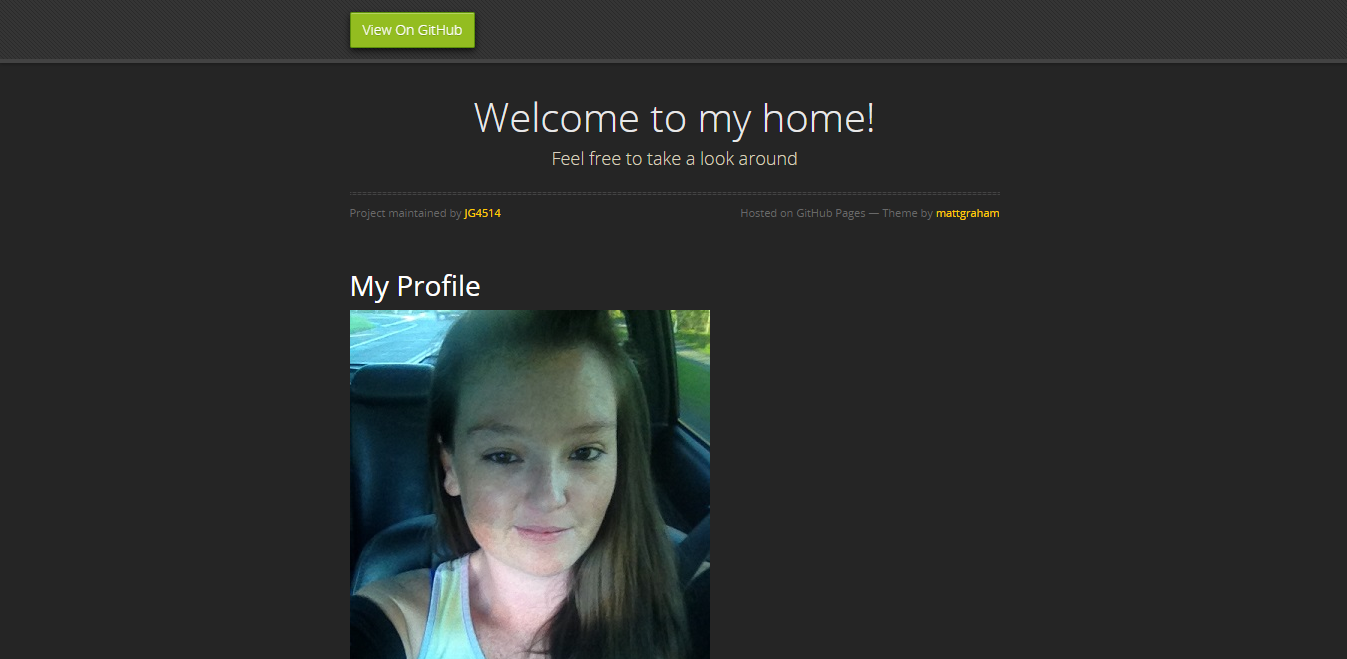 View On GitHub
Welcome to my home!
Feel free to take a look around
Project maintained by JG4514
Hosted on GitHub Pages — Theme by mattgraham
My Profile